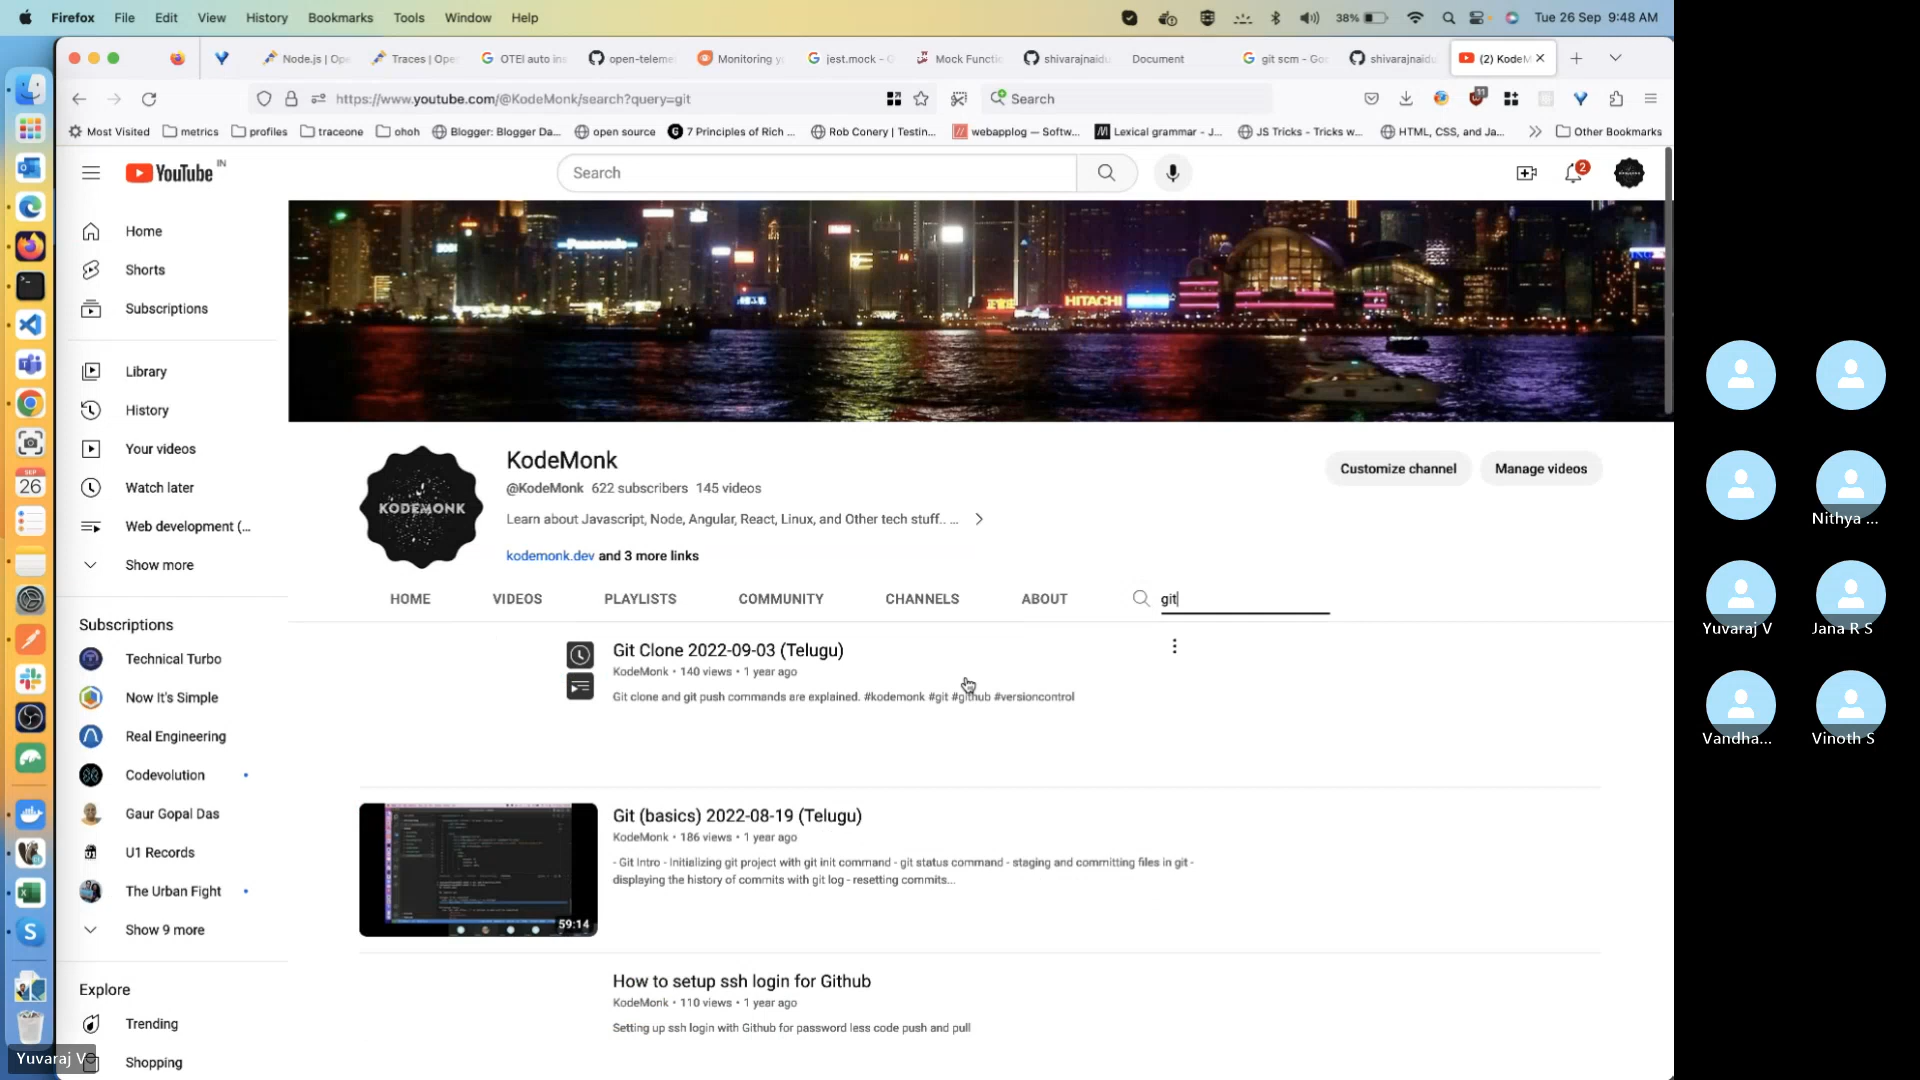 Firefox File Edit View History Bookmarks Tools Window Help
38% Tue 26 Sep 9:48 AM
Node.js | Ope
Traces | Ope
OTEl auto ins
open-teleme
Monitoring y
jest.mock - G
Mock Functio
shivarajnaidu
Document
git scm - Goo
shivarajnaidu
(2) KodeM
https://www.youtube.com/@KodeMonk/search?query=git
Search
11
Most Visited metrics profiles traceone ohoh Blogger: Blogger Da... open source 7 Principles of Rich ... Rob Conery | Testin... webapplog — Softw... Lexical grammar - J... JS Tricks - Tricks w... HTML, CSS, and Ja... Other Bookmarks
YouTube IN
Search
2
Home
Shorts
Subscriptions
Library
History
Your videos
Watch later
Web development (...
Show more
Subscriptions
Technical Turbo
Now It's Simple
Real Engineering
Codevolution
Gaur Gopal Das
U1 Records
The Urban Fight
Show 9 more
Explore
Trending
Shopping
SEP
26
Panasonic
HITACHI
KODEMONK
KodeMonk
@KodeMonk 622 subscribers 145 videos
Learn about Javascript, Node, Angular, React, Linux, and Other tech stuff.. ...
kodemonk.dev and 3 more links
Customize channel
Manage videos
HOME VIDEOS PLAYLISTS COMMUNITY CHANNELS ABOUT git
Git Clone 2022-09-03 (Telugu)
KodeMonk • 140 views • 1 year ago
Git clone and git push commands are explained. #kodemonk #git #github #versioncontrol
Git (basics) 2022-08-19 (Telugu)
KodeMonk • 186 views • 1 year ago
- Git Intro - Initializing git project with git init command - git status command - staging and committing files in git -
displaying the history of commits with git log - resetting commits...
59:14
How to setup ssh login for Github
KodeMonk • 110 views • 1 year ago
Setting up ssh login with Github for password less code push and pull
Nithya ...
Yuvaraj V
Jana R S
Vandha...
Vinoth S
Yuvaraj V